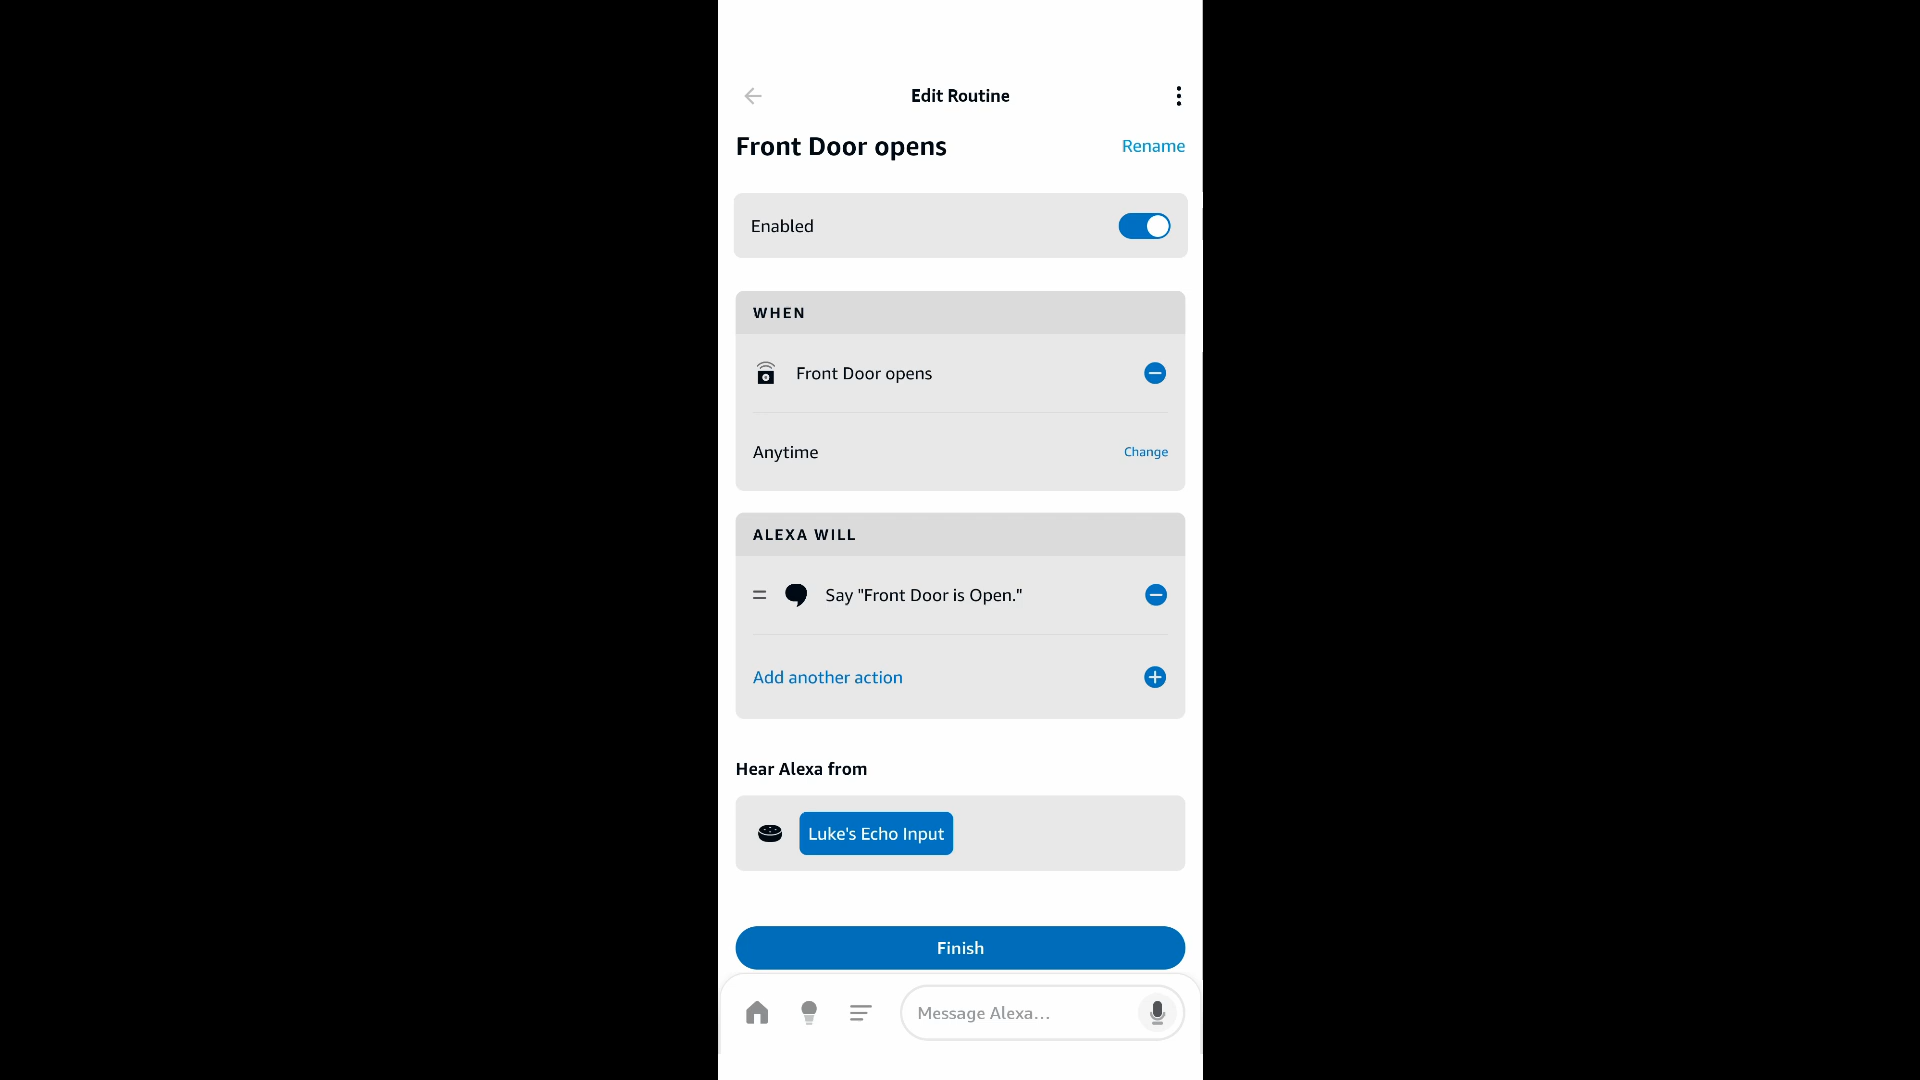 Edit Routine
Front Door opens
Rename
Enabled
WHEN
Front Door opens
Anytime
Change
ALEXA WILL
Say "Front Door is Open."
Add another action
Hear Alexa from
Luke's Echo Input
Finish
Message Alexa...